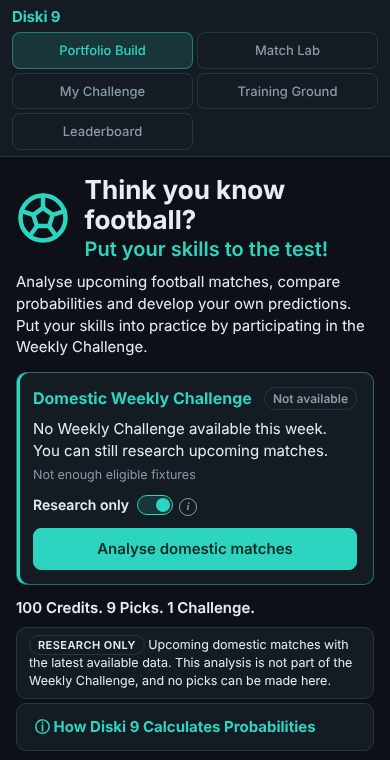 Diski 9
Portfolio Build
Match Lab
My Challenge
Training Ground
Leaderboard
Think you know
football?
Put your skills to the test!
Analyse upcoming football matches, compare
probabilities and develop your own predictions.
Put your skills into practice by participating in the
Weekly Challenge.
Domestic Weekly Challenge
Not available
No Weekly Challenge available this week.
You can still research upcoming matches.
Not enough eligible fixtures
Research only
i
Analyse domestic matches
100 Credits. 9 Picks. 1 Challenge.
RESEARCH ONLY Upcoming domestic matches with
the latest available data. This analysis is not part of the
Weekly Challenge, and no picks can be made here.
ⓘ How Diski 9 Calculates Probabilities